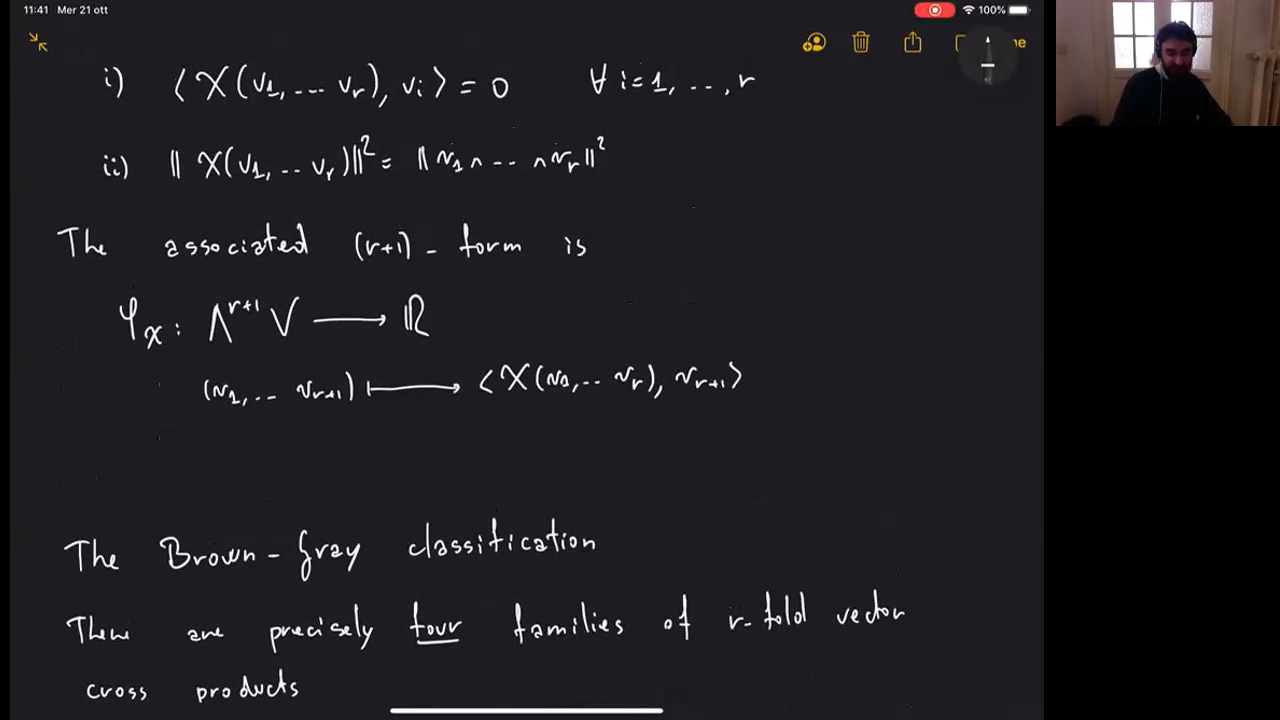 11:41 Mer 21 ott 100%
i) ⟨X(v1, ... vr), vi⟩ = 0 ∀ i=1, ..., r
ii) ‖X(v1, .. vr)‖² = ‖v1 ∧ -- ∧ vr‖²
The associated (r+1) - form is
φX : Λ^{r+1} V ⟶ ℝ
(v1, .. vr+1) ⟼ ⟨X(v1, .. vr), vr+1⟩
The Brown - Gray classification
There are precisely four families of r-fold vector
cross products